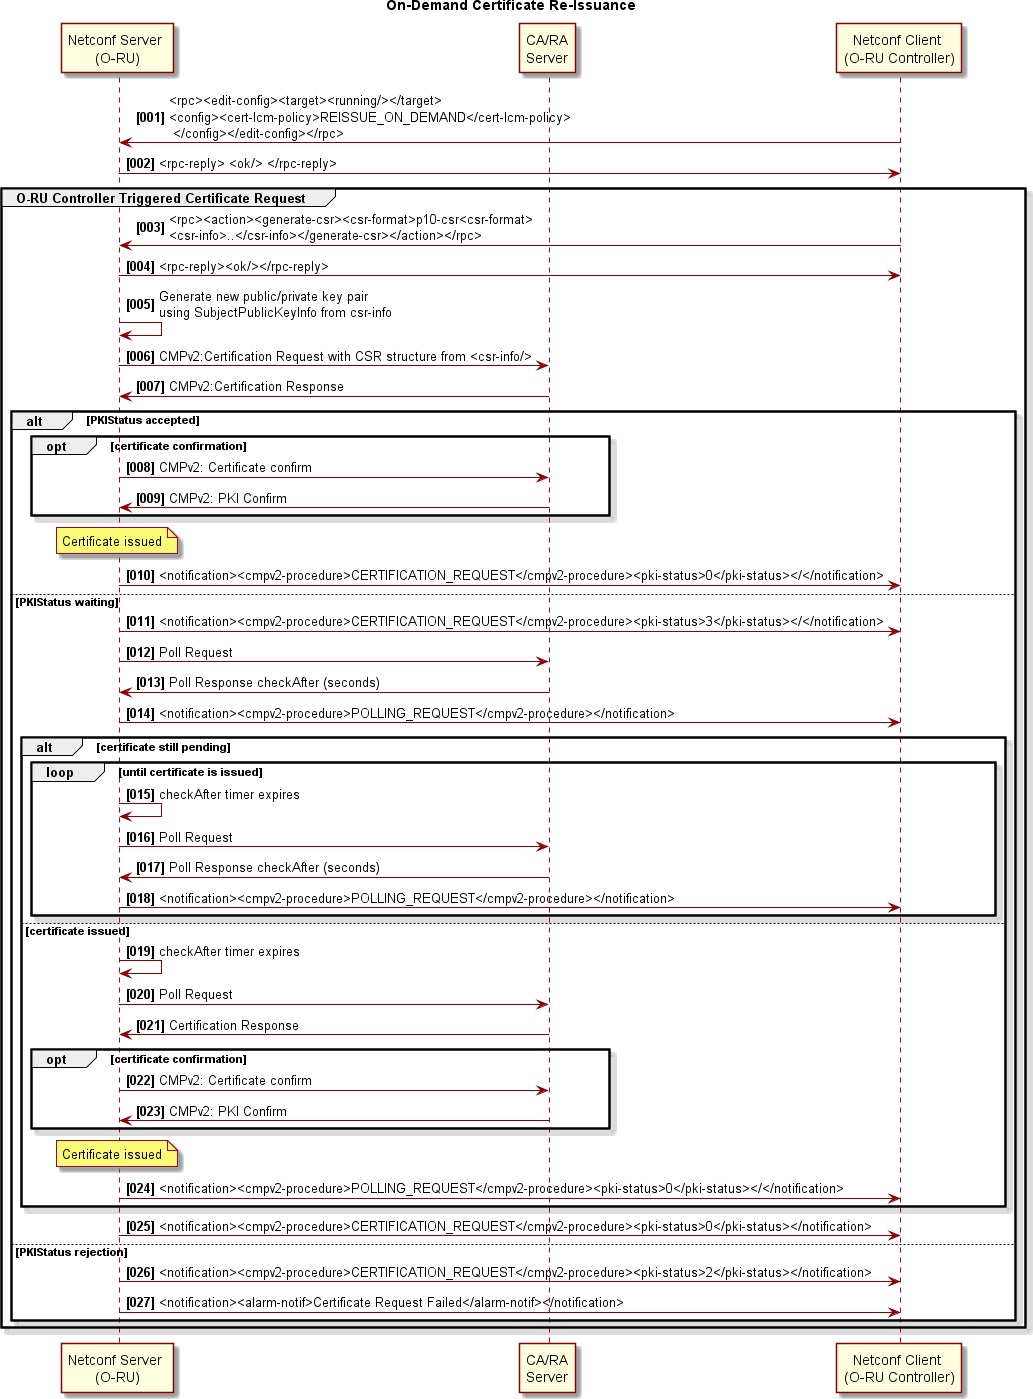 On-Demand Certificate Re-Issuance
Netconf Server
(O-RU)
CA/RA
Server
Netconf Client
(O-RU Controller)
<rpc><edit-config><target><running/></target>
[001] <config><cert-lcm-policy>REISSUE_ON_DEMAND</cert-lcm-policy>
</config></edit-config></rpc>
[002] <rpc-reply> <ok/> </rpc-reply>
O-RU Controller Triggered Certificate Request
[003] <rpc><action><generate-csr><csr-format>p10-csr<csr-format>
<csr-info>..</csr-info></generate-csr></action></rpc>
[004] <rpc-reply><ok/></rpc-reply>
[005] Generate new public/private key pair
using SubjectPublicKeyInfo from csr-info
[006] CMPv2:Certification Request with CSR structure from <csr-info/>
[007] CMPv2:Certification Response
alt [PKIStatus accepted]
opt [certificate confirmation]
[008] CMPv2: Certificate confirm
[009] CMPv2: PKI Confirm
Certificate issued
[010] <notification><cmpv2-procedure>CERTIFICATION_REQUEST</cmpv2-procedure><pki-status>0</pki-status></</notification>
[PKIStatus waiting]
[011] <notification><cmpv2-procedure>CERTIFICATION_REQUEST</cmpv2-procedure><pki-status>3</pki-status></</notification>
[012] Poll Request
[013] Poll Response checkAfter (seconds)
[014] <notification><cmpv2-procedure>POLLING_REQUEST</cmpv2-procedure></notification>
alt [certificate still pending]
loop [until certificate is issued]
[015] checkAfter timer expires
[016] Poll Request
[017] Poll Response checkAfter (seconds)
[018] <notification><cmpv2-procedure>POLLING_REQUEST</cmpv2-procedure></notification>
[certificate issued]
[019] checkAfter timer expires
[020] Poll Request
[021] Certification Response
opt [certificate confirmation]
[022] CMPv2: Certificate confirm
[023] CMPv2: PKI Confirm
Certificate issued
[024] <notification><cmpv2-procedure>POLLING_REQUEST</cmpv2-procedure><pki-status>0</pki-status></</notification>
[025] <notification><cmpv2-procedure>CERTIFICATION_REQUEST</cmpv2-procedure><pki-status>0</pki-status></notification>
[PKIStatus rejection]
[026] <notification><cmpv2-procedure>CERTIFICATION_REQUEST</cmpv2-procedure><pki-status>2</pki-status></notification>
[027] <notification><alarm-notif>Certificate Request Failed</alarm-notif></notification>
Netconf Server
(O-RU)
CA/RA
Server
Netconf Client
(O-RU Controller)